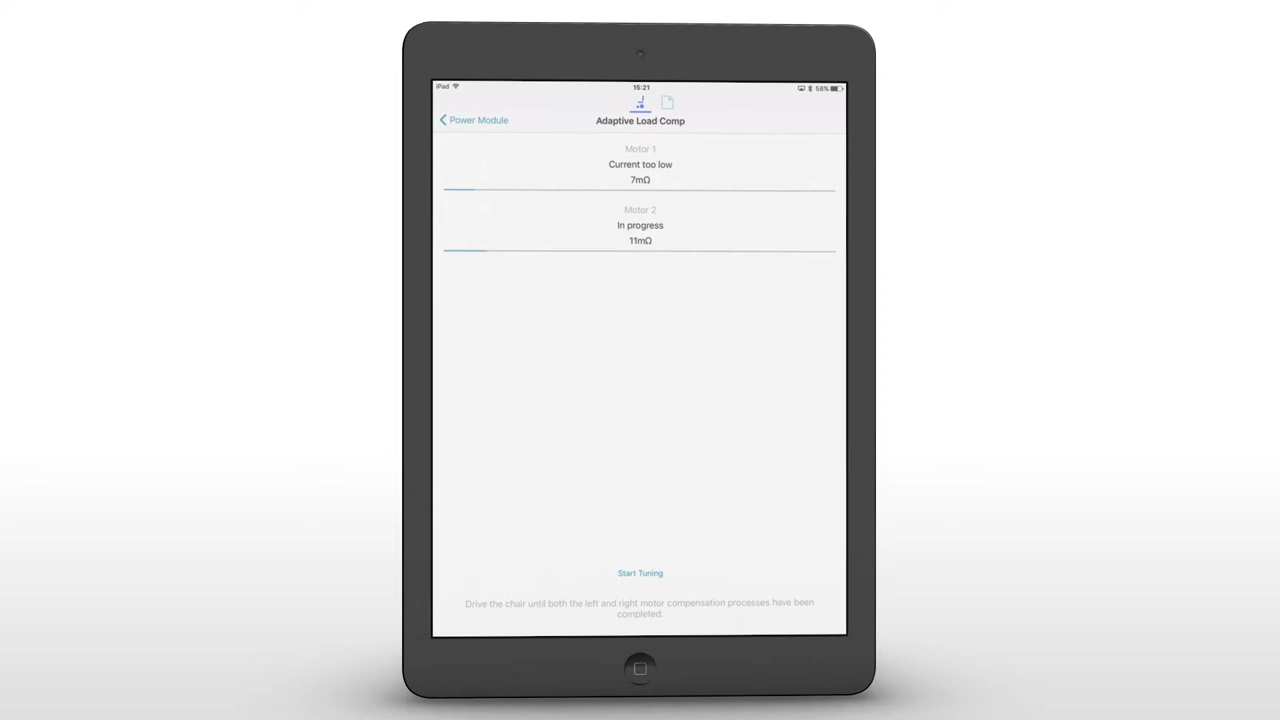 iPad 15:21 58%
Power Module Adaptive Load Comp
Motor 1
Current too low
7mΩ
Motor 2
In progress
11mΩ
Start Tuning
Drive the chair until both the left and right motor compensation processes have been
completed.